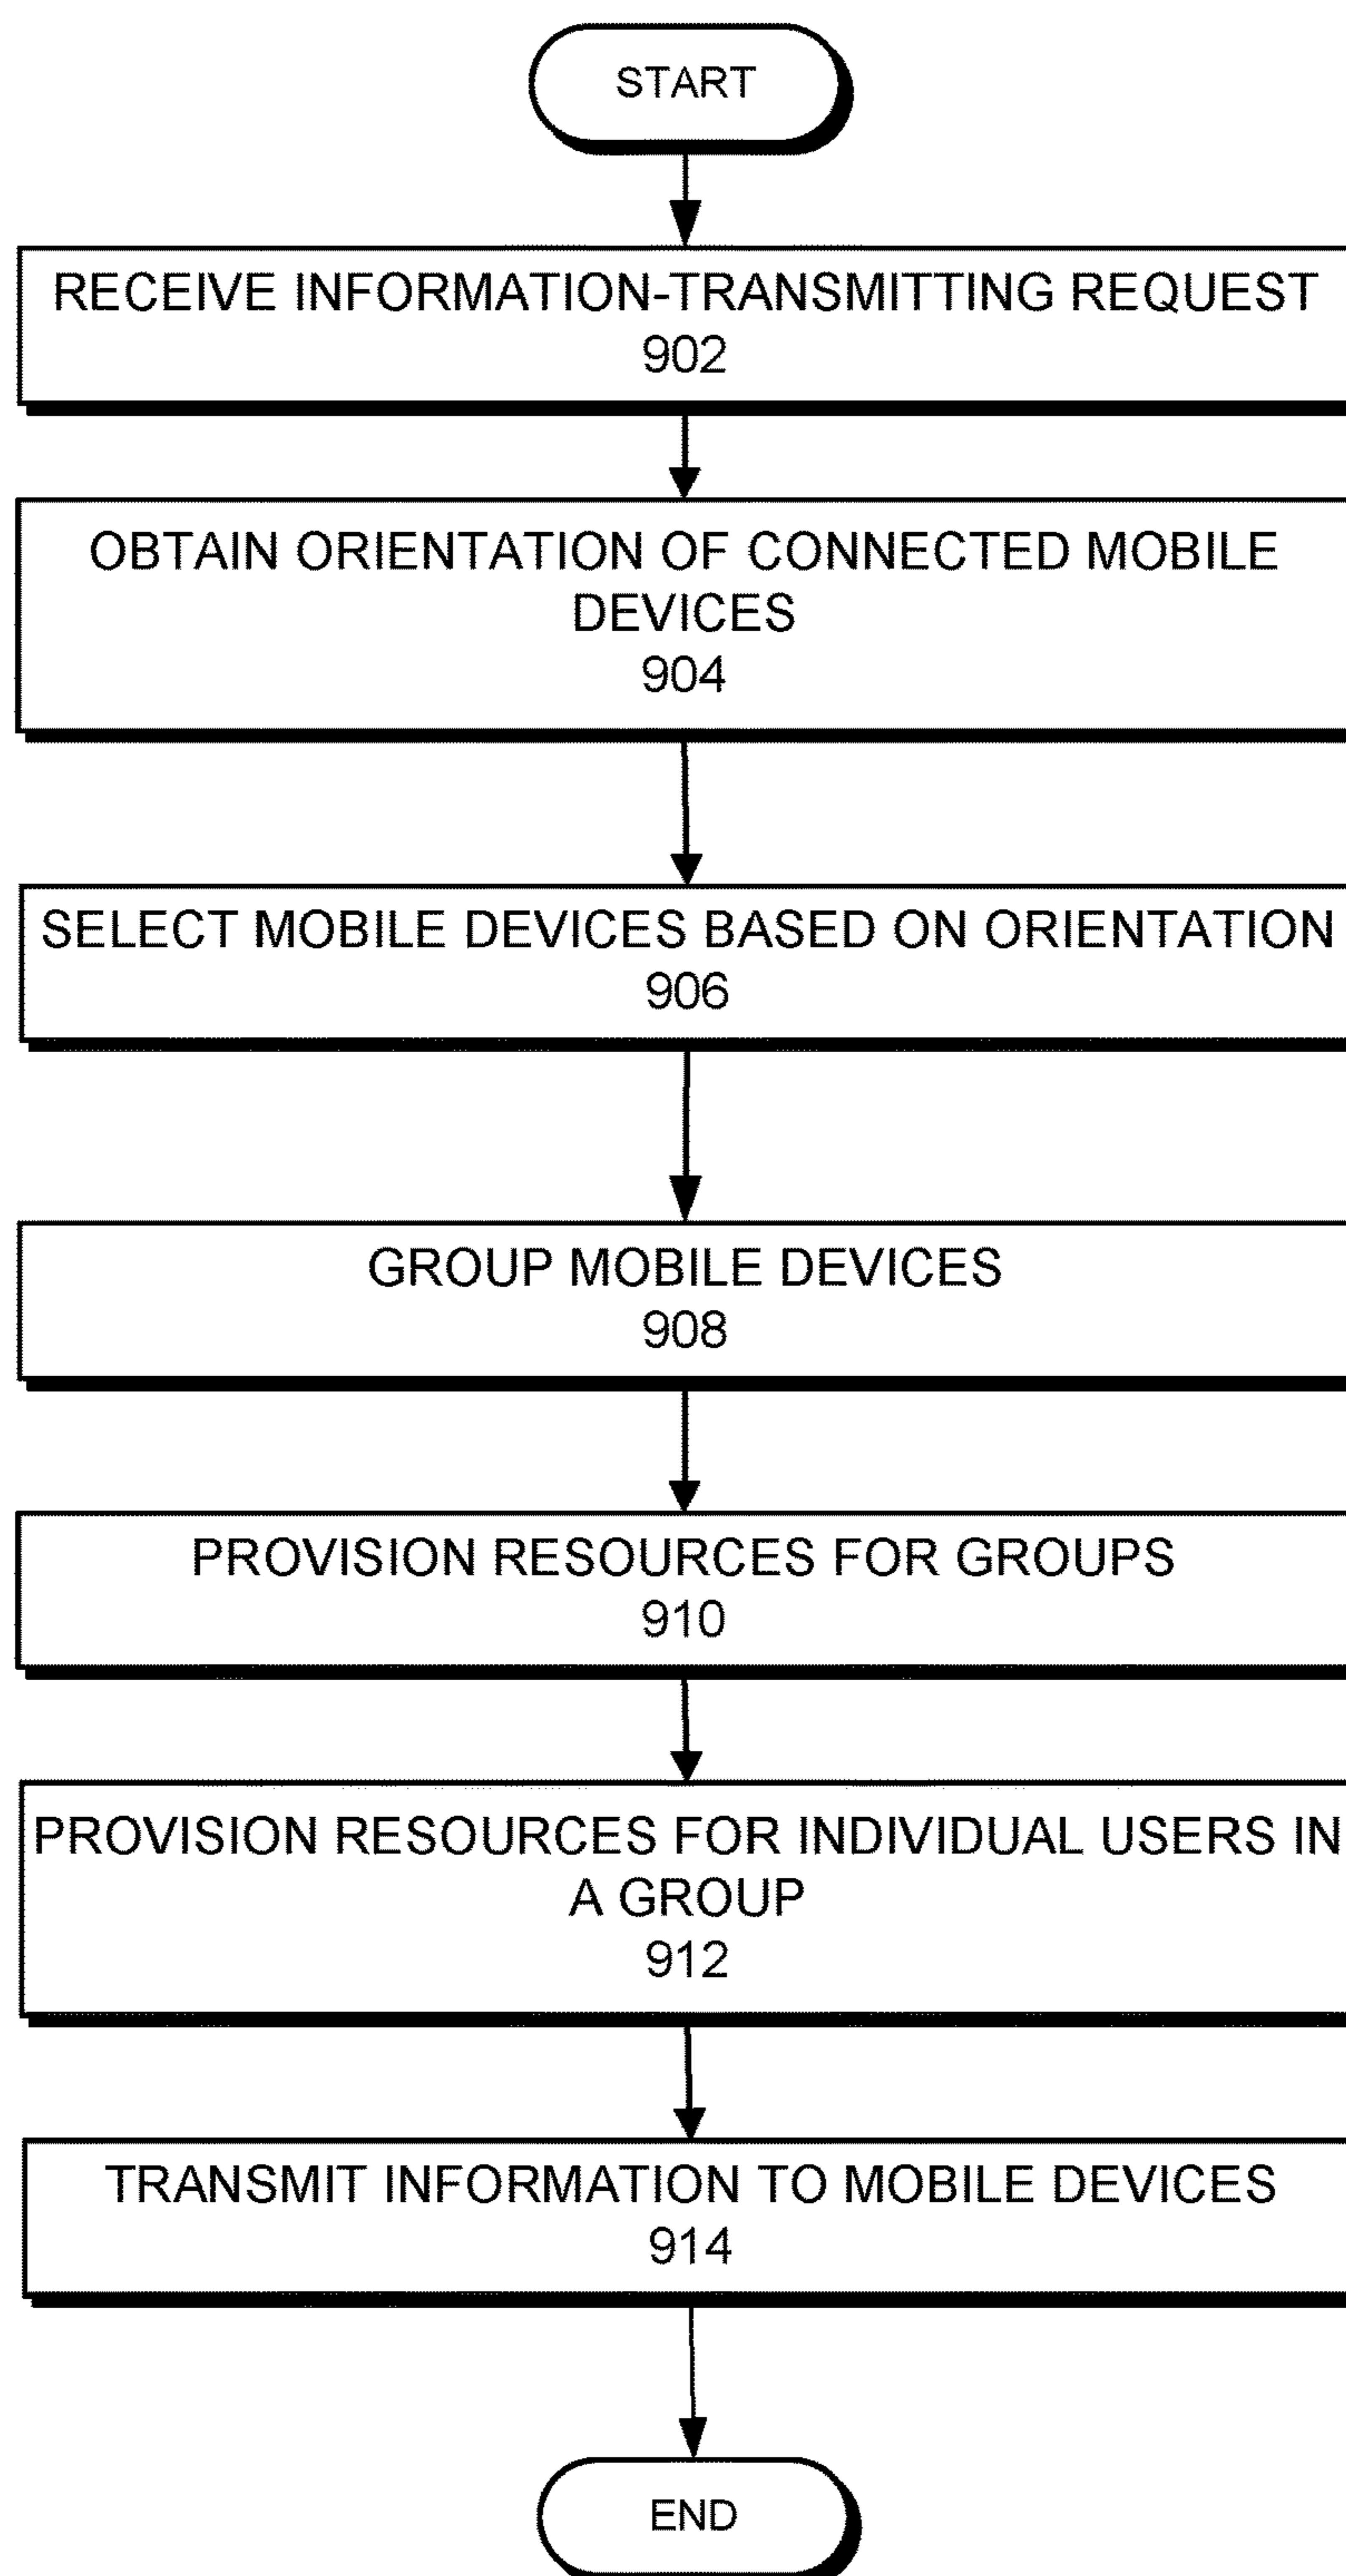 START
RECEIVE INFORMATION-TRANSMITTING REQUEST
902
OBTAIN ORIENTATION OF CONNECTED MOBILE
DEVICES
904
SELECT MOBILE DEVICES BASED ON ORIENTATION
906
GROUP MOBILE DEVICES
908
PROVISION RESOURCES FOR GROUPS
910
PROVISION RESOURCES FOR INDIVIDUAL USERS IN
A GROUP
912
TRANSMIT INFORMATION TO MOBILE DEVICES
914
END